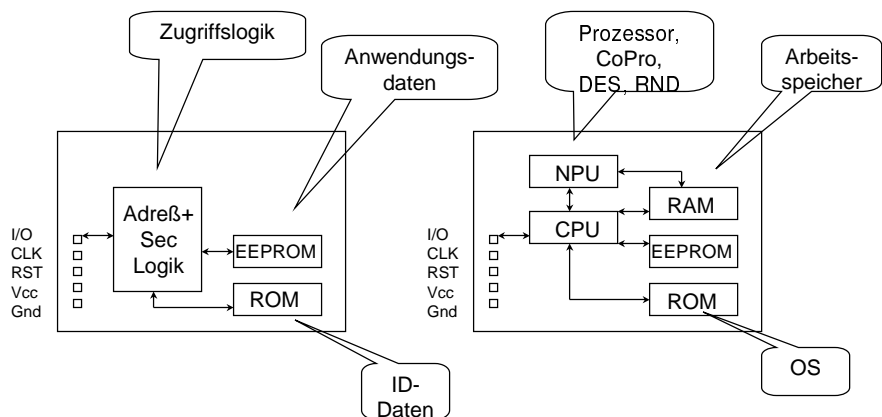 Zugriffslogik
Anwendungs-
daten
Adreß+
Sec
Logik
EEPROM
ROM
I/O
CLK
RST
Vcc
Gnd
ID-
Daten
Prozessor,
CoPro,
DES, RND
Arbeits-
speicher
NPU
RAM
CPU
EEPROM
ROM
I/O
CLK
RST
Vcc
Gnd
OS